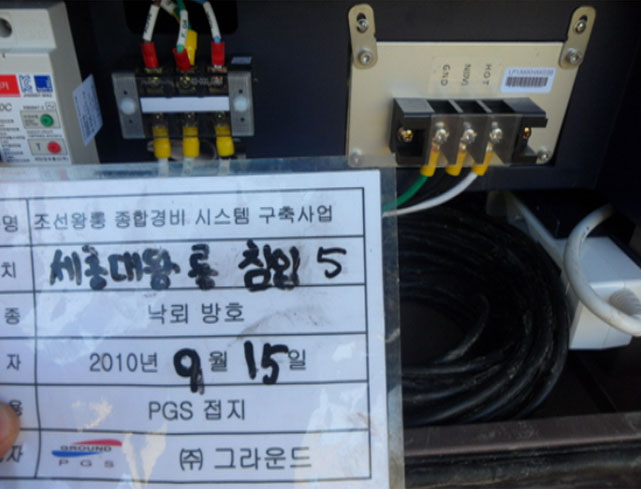 HOT
N(W)
GND
1
명 조선왕릉 종합경비 시스템 구축사업
치 세종대왕릉 침입 5
종 낙뢰 방호
자 2010년 9월 15일
용 PGS 접지
자 GROUND PGS ㈜ 그라운드